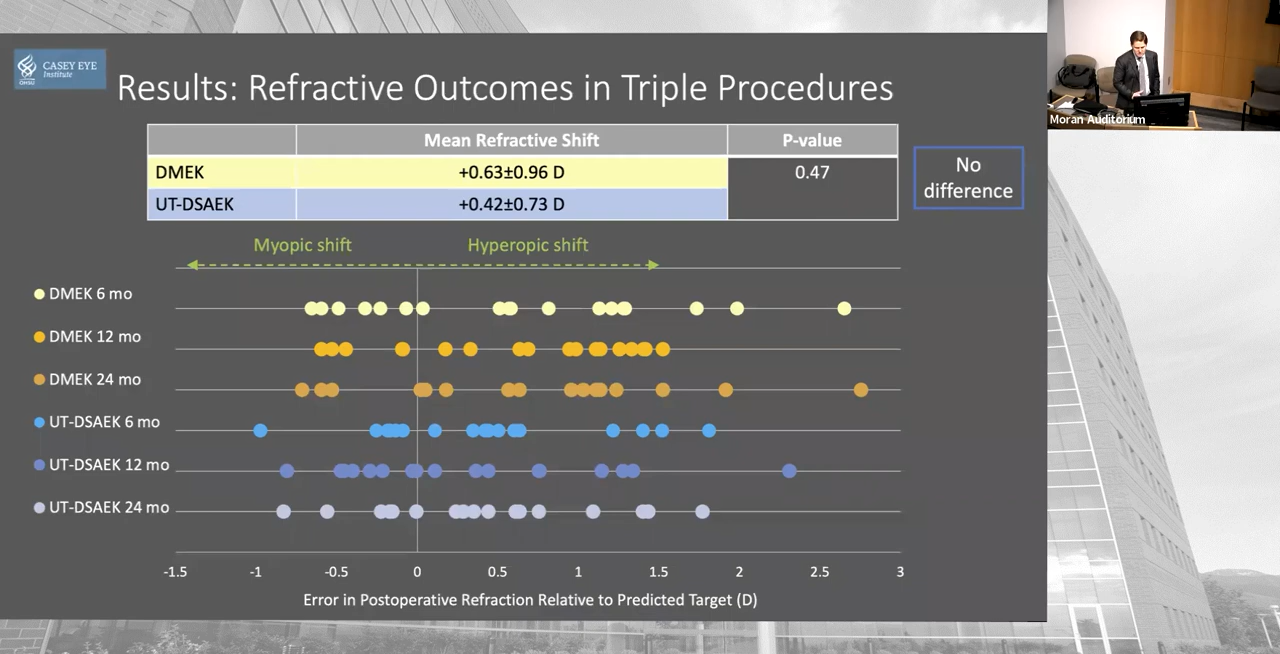 CASEY EYE
Institute
OHSU
Results: Refractive Outcomes in Triple Procedures
Mean Refractive Shift
P-value
DMEK
+0.63±0.96 D
0.47
UT-DSAEK
+0.42±0.73 D
No
difference
Moran Auditorium
Myopic shift
Hyperopic shift
DMEK 6 mo
DMEK 12 mo
DMEK 24 mo
UT-DSAEK 6 mo
UT-DSAEK 12 mo
UT-DSAEK 24 mo
-1.5 -1 -0.5 0 0.5 1 1.5 2 2.5 3
Error in Postoperative Refraction Relative to Predicted Target (D)